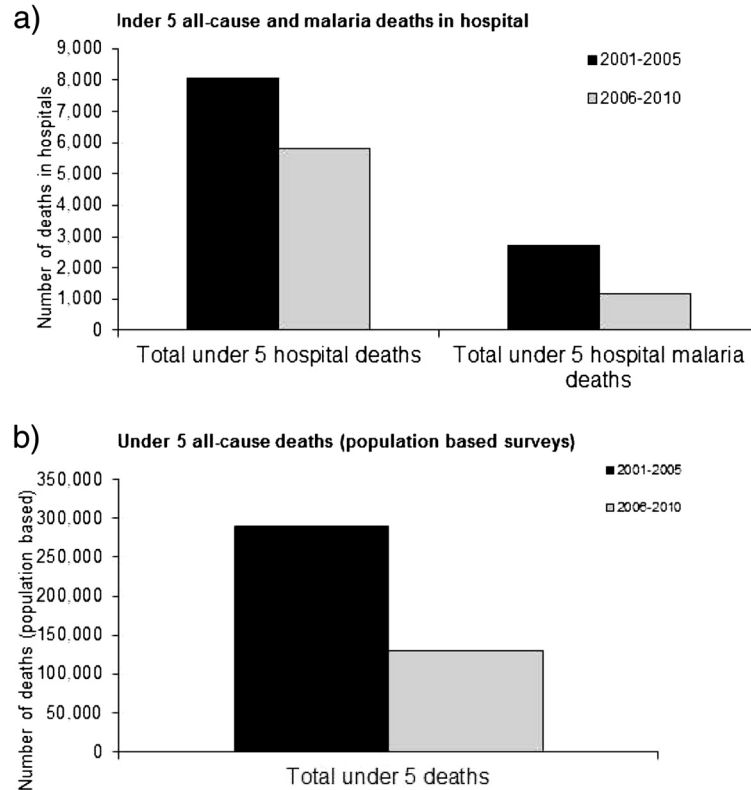 a)
Under 5 all-cause and malaria deaths in hospital
Number of deaths in hospitals
9,000
8,000
7,000
6,000
5,000
4,000
3,000
2,000
1,000
0
2001-2005
2006-2010
Total under 5 hospital deaths
Total under 5 hospital malaria
deaths
b)
Under 5 all-cause deaths (population based surveys)
Number of deaths (population based)
350,000
300,000
250,000
200,000
150,000
100,000
50,000
0
2001-2005
2006-2010
Total under 5 deaths